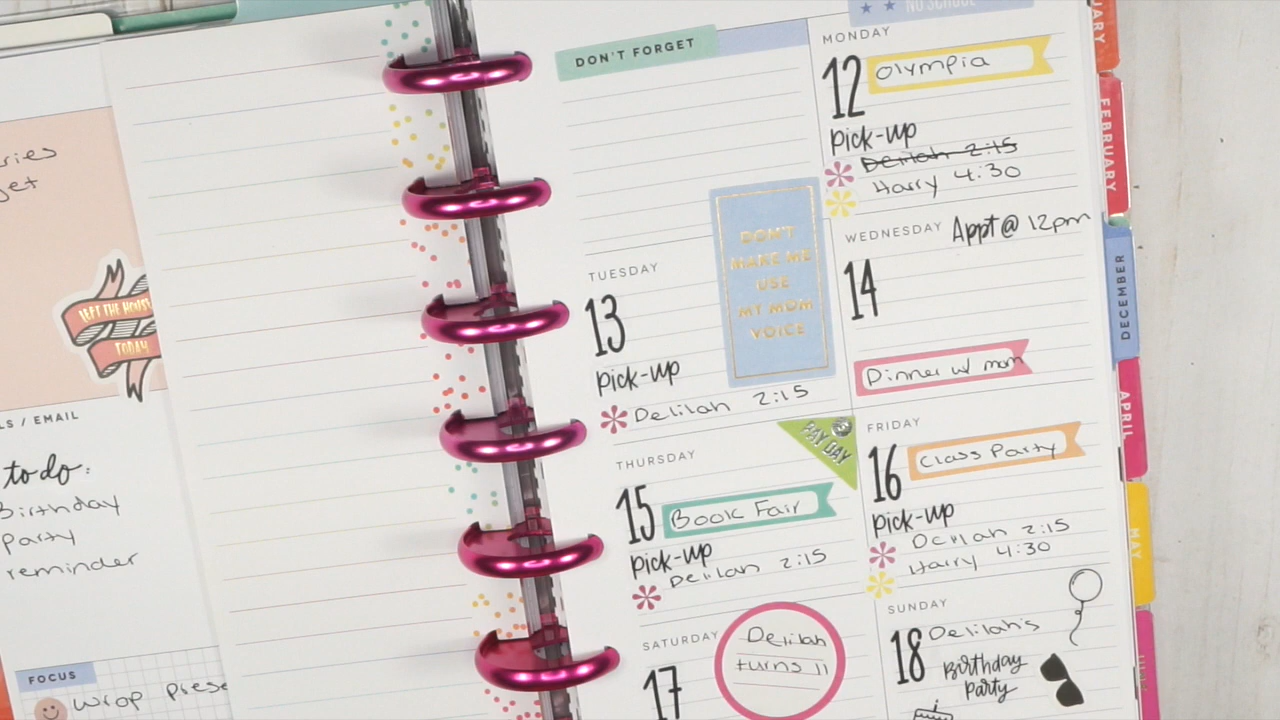 get
LEFT THE HOUSE
TODAY
LS / EMAIL
to do:
Birthday
Party
reminder
FOCUS
wrap prese
DON'T FORGET
DON'T
MAKE ME
USE
MY MOM
VOICE
TUESDAY
13
pick-up
Delilah 2:15
THURSDAY
PAY DAY
15
Book Fair
pick-up
Delilah 2:15
SATURDAY
17
Delilah
turns 11
NO SCHOOL
MONDAY
12
Olympia
pick-up
Delilah 2:15
Harry 4:30
WEDNESDAY
Appt @ 12pm
14
Dinner w/ mom
FRIDAY
16
Class Party
pick-up
Delilah 2:15
Harry 4:30
SUNDAY
18
Delilah's
Birthday
Party
UARY
FEBRUARY
DECEMBER
APRIL
MAY